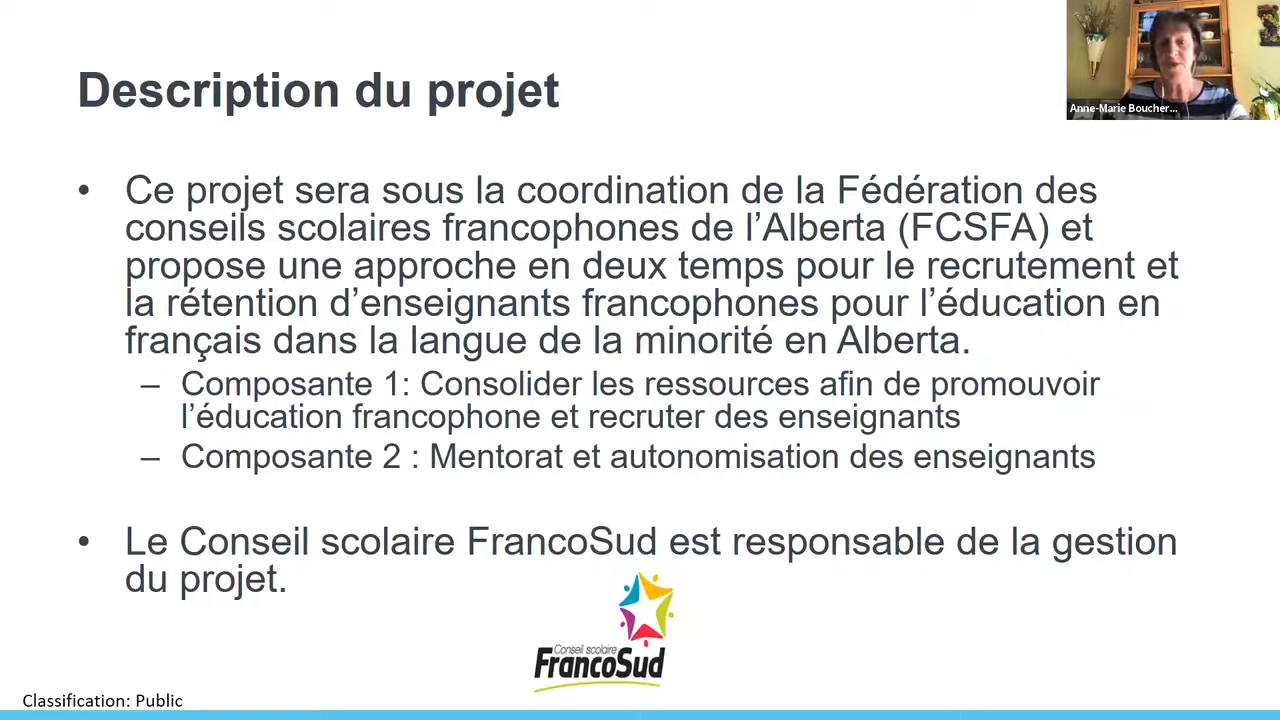 Description du projet
Anne-Marie Boucher...
• Ce projet sera sous la coordination de la Fédération des
conseils scolaires francophones de l’Alberta (FCSFA) et
propose une approche en deux temps pour le recrutement et
la rétention d’enseignants francophones pour l’éducation en
français dans la langue de la minorité en Alberta.
– Composante 1: Consolider les ressources afin de promouvoir
l’éducation francophone et recruter des enseignants
– Composante 2 : Mentorat et autonomisation des enseignants
• Le Conseil scolaire FrancoSud est responsable de la gestion
du projet.
Conseil scolaire
FrancoSud
Classification: Public